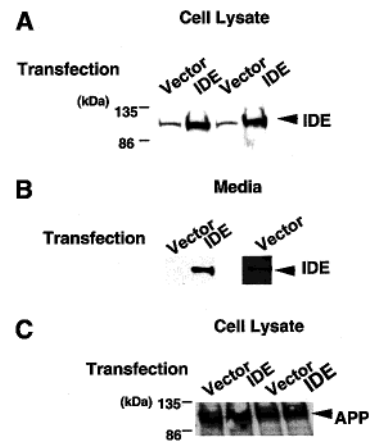 A
Cell Lysate
Transfection
Vector IDE Vector IDE
(kDa)
135
IDE
86
B
Media
Transfection
Vector IDE Vector
IDE
C
Cell Lysate
Transfection
Vector IDE Vector IDE
(kDa) 135
APP
86